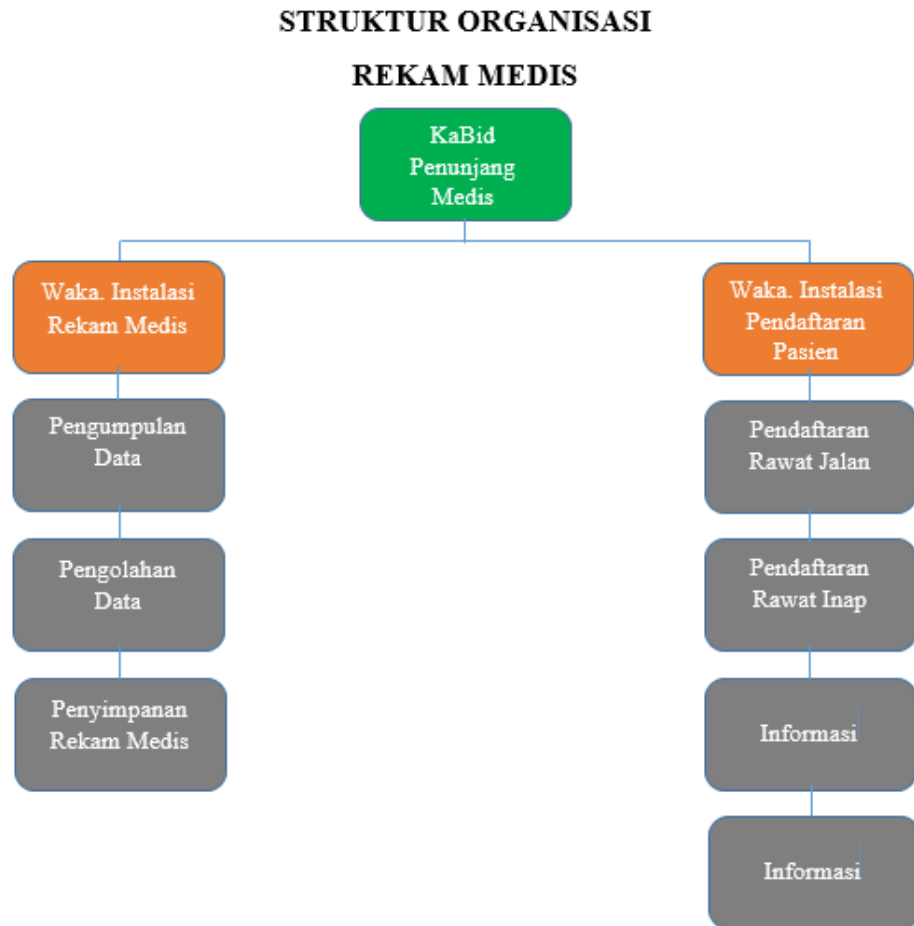 STRUKTUR ORGANISASI
REKAM MEDIS
KaBid
Penunjang
Medis
Waka. Instalasi
Rekam Medis
Waka. Instalasi
Pendaftaran
Pasien
Pengumpulan
Data
Pendaftaran
Rawat Jalan
Pengolahan
Data
Pendaftaran
Rawat Inap
Penyimpanan
Rekam Medis
Informasi
Informasi